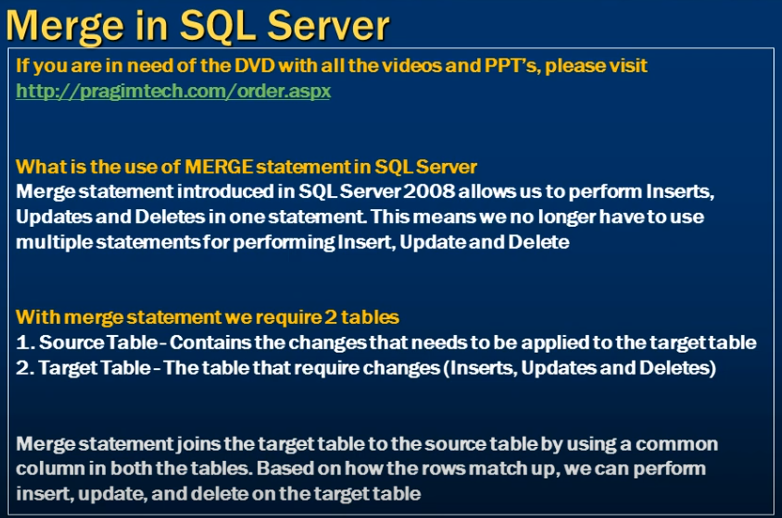 Merge in SQL Server
If you are in need of the DVD with all the videos and PPT's, please visit
http://pragimtech.com/order.aspx
What is the use of MERGE statement in SQL Server
Merge statement introduced in SQL Server 2008 allows us to perform Inserts,
Updates and Deletes in one statement. This means we no longer have to use
multiple statements for performing Insert, Update and Delete
With merge statement we require 2 tables
1. Source Table - Contains the changes that needs to be applied to the target table
2. Target Table - The table that require changes (Inserts, Updates and Deletes)
Merge statement joins the target table to the source table by using a common
column in both the tables. Based on how the rows match up, we can perform
insert, update, and delete on the target table